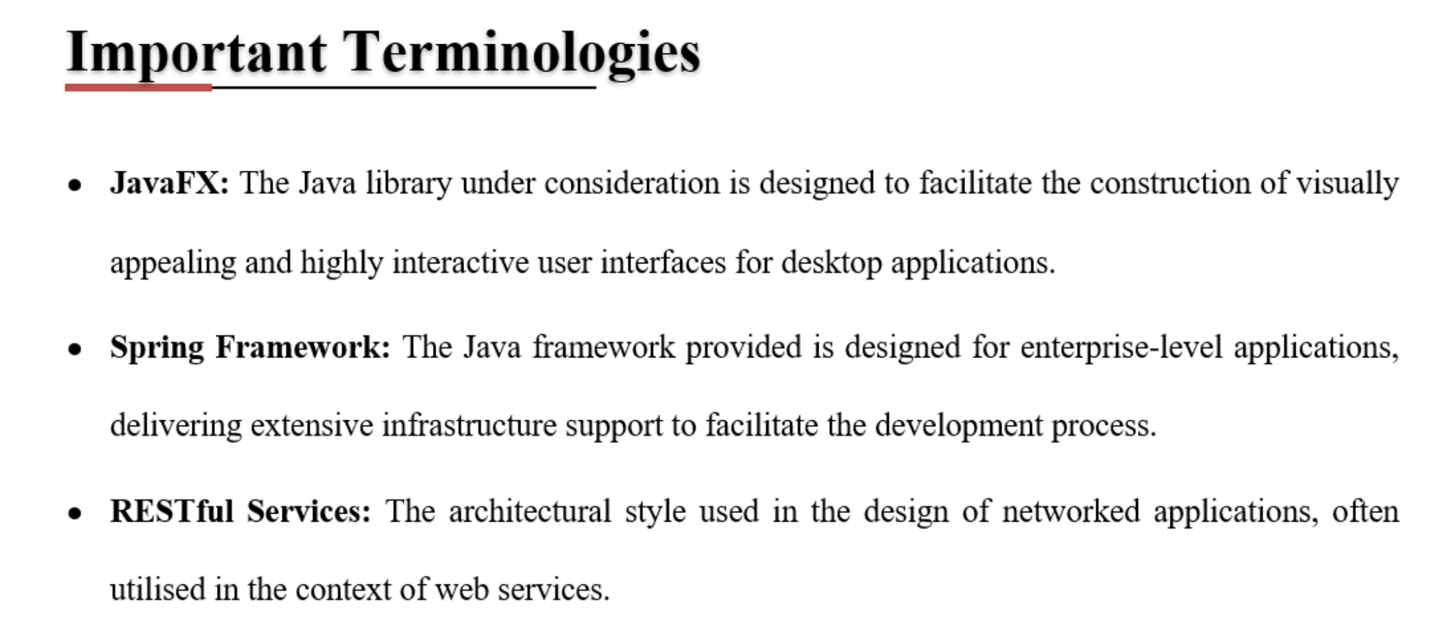 Important Terminologies
• JavaFX: The Java library under consideration is designed to facilitate the construction of visually
appealing and highly interactive user interfaces for desktop applications.
• Spring Framework: The Java framework provided is designed for enterprise-level applications,
delivering extensive infrastructure support to facilitate the development process.
• RESTful Services: The architectural style used in the design of networked applications, often
utilised in the context of web services.